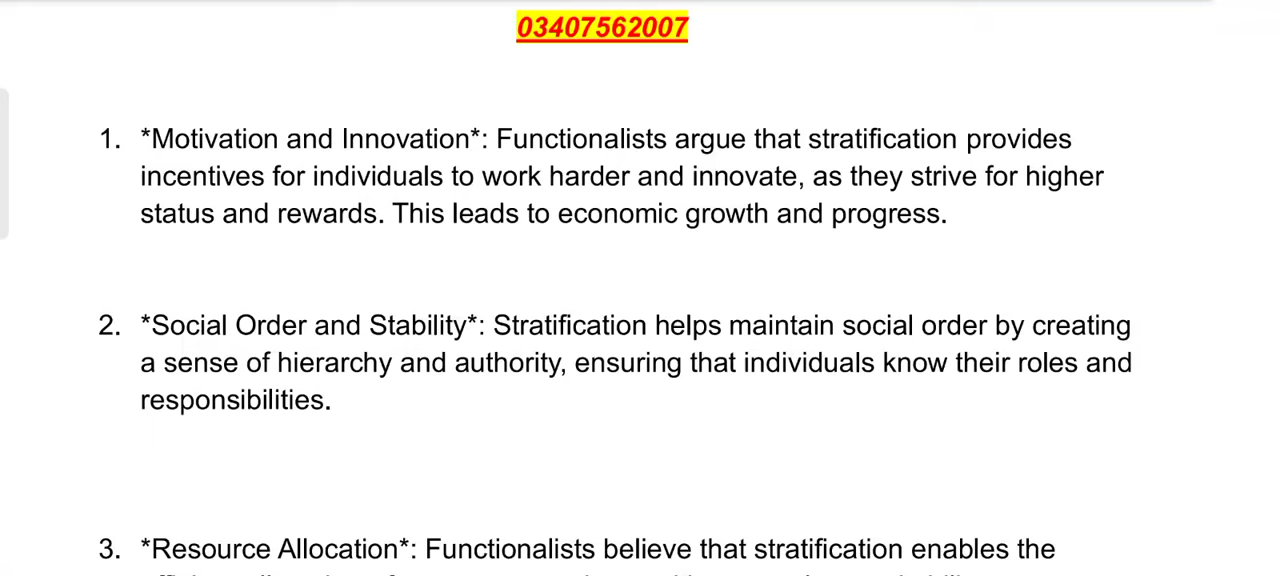 03407562007
1. *Motivation and Innovation*: Functionalists argue that stratification provides
incentives for individuals to work harder and innovate, as they strive for higher
status and rewards. This leads to economic growth and progress.
2. *Social Order and Stability*: Stratification helps maintain social order by creating
a sense of hierarchy and authority, ensuring that individuals know their roles and
responsibilities.
3. *Resource Allocation*: Functionalists believe that stratification enables the